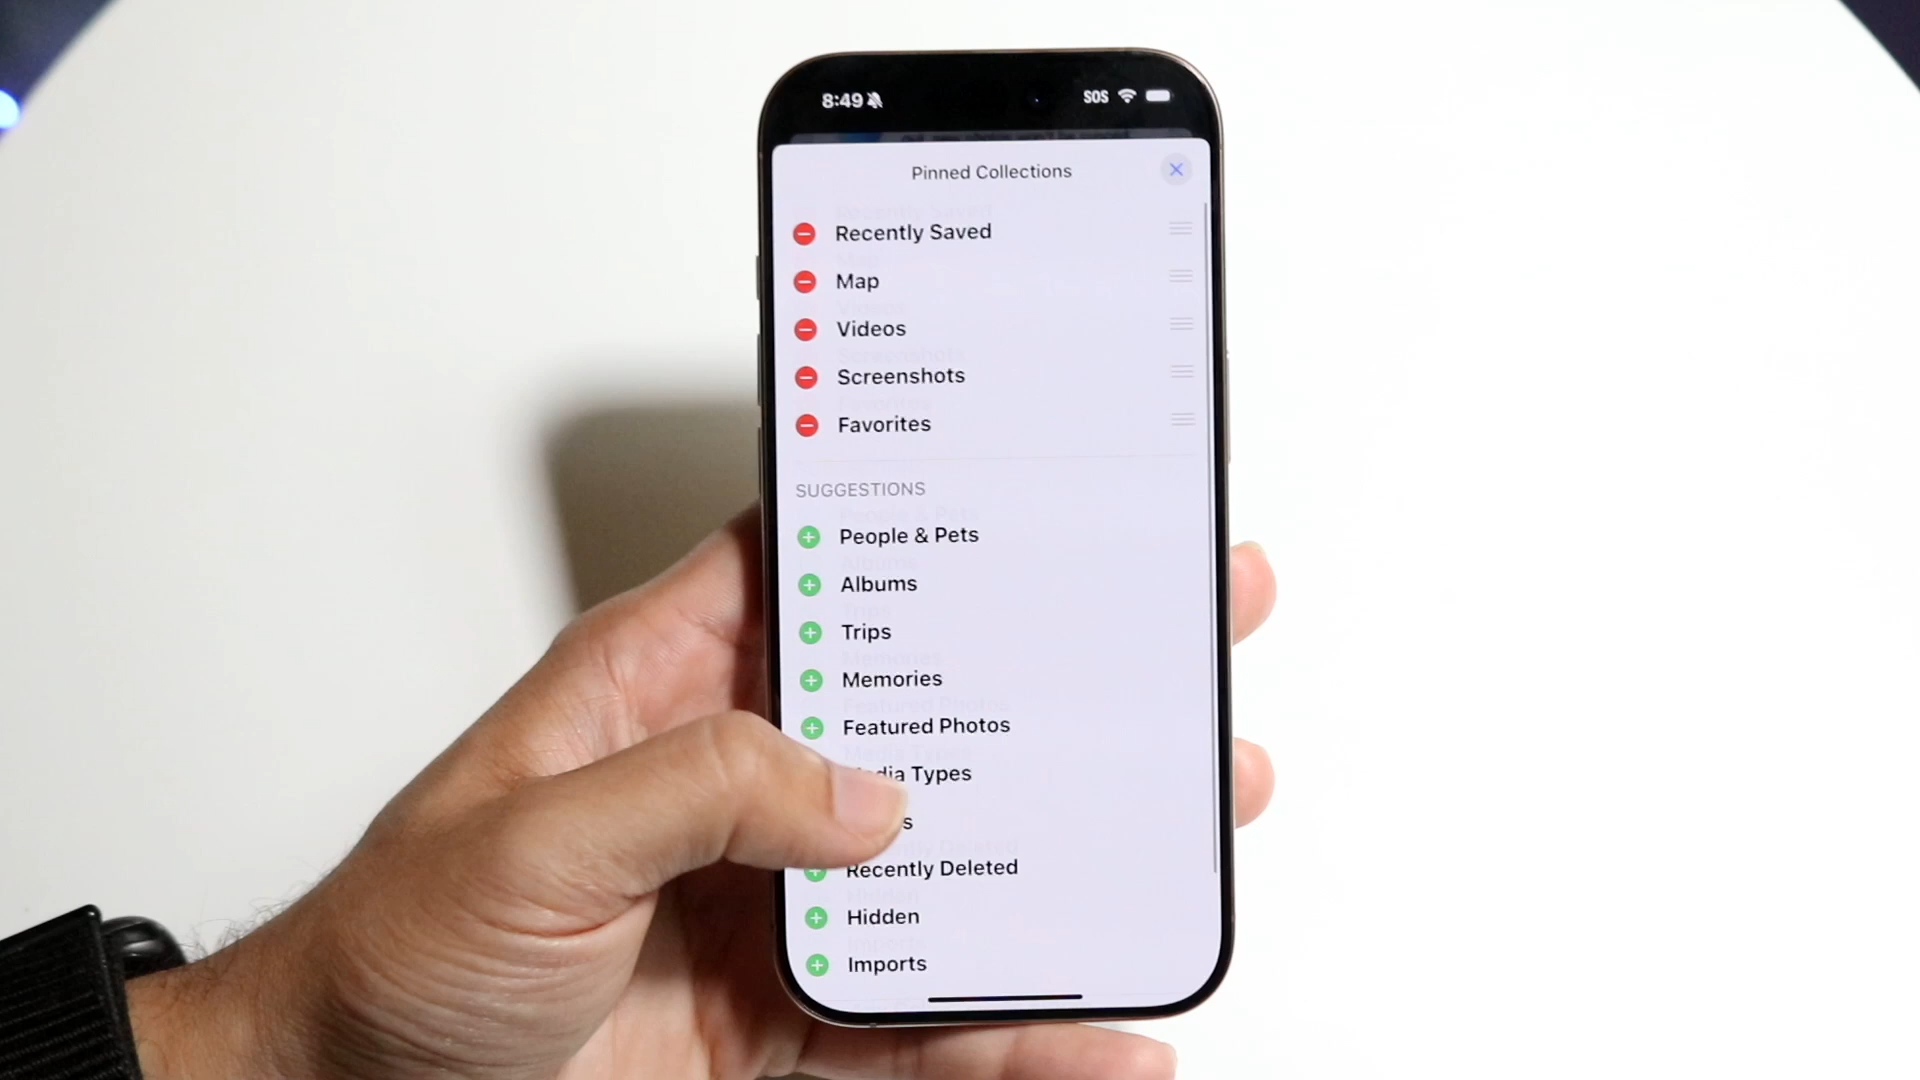 8:49
SOS
Pinned Collections
Recently Saved
Map
Videos
Screenshots
Favorites
SUGGESTIONS
People & Pets
Albums
Trips
Memories
Featured Photos
Types
Recently Deleted
Hidden
Imports